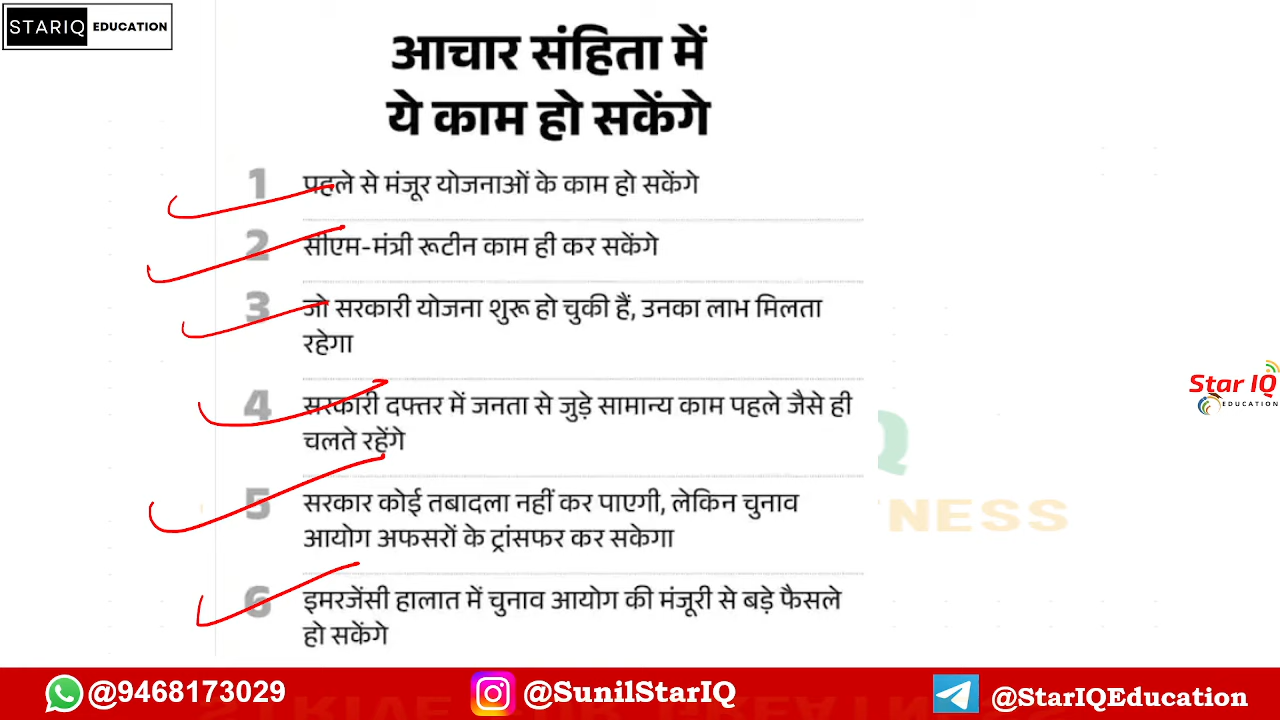 STARIQ EDUCATION
आचार संहिता में
ये काम हो सकेंगे
1 पहले से मंजूर योजनाओं के काम हो सकेंगे
2 सीएम-मंत्री रूटीन काम ही कर सकेंगे
3 जो सरकारी योजना शुरू हो चुकी हैं, उनका लाभ मिलता
रहेगा
4 सरकारी दफ्तर में जनता से जुड़े सामान्य काम पहले जैसे ही
चलते रहेंगे
5 सरकार कोई तबादला नहीं कर पाएगी, लेकिन चुनाव
आयोग अफसरों के ट्रांसफर कर सकेगा
6 इमरजेंसी हालात में चुनाव आयोग की मंजूरी से बड़े फैसले
हो सकेंगे
Star IQ
EDUCATION
Q
NESS
@9468173029 @SunilStarIQ @StarIQEducation